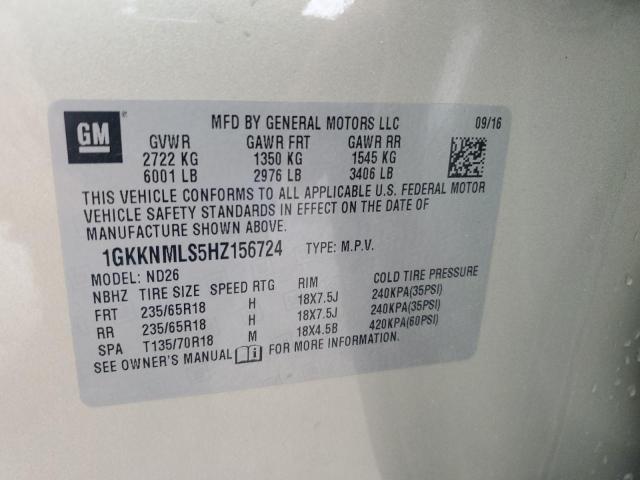 GM
MFD BY GENERAL MOTORS LLC 09/16
GVWR GAWR FRT GAWR RR
2722 KG 1350 KG 1545 KG
6001 LB 2976 LB 3406 LB
THIS VEHICLE CONFORMS TO ALL APPLICABLE U.S. FEDERAL MOTOR
VEHICLE SAFETY STANDARDS IN EFFECT ON THE DATE OF
MANUFACTURE SHOWN ABOVE.
1GKKNMLS5HZ156724 TYPE: M.P.V.
MODEL: ND26
NBHZ TIRE SIZE SPEED RTG RIM COLD TIRE PRESSURE
FRT 235/65R18 H 18X7.5J 240KPA(35PSI)
RR 235/65R18 H 18X7.5J 240KPA(35PSI)
SPA T135/70R18 M 18X4.5B 420KPA(60PSI)
SEE OWNER'S MANUAL FOR MORE INFORMATION.